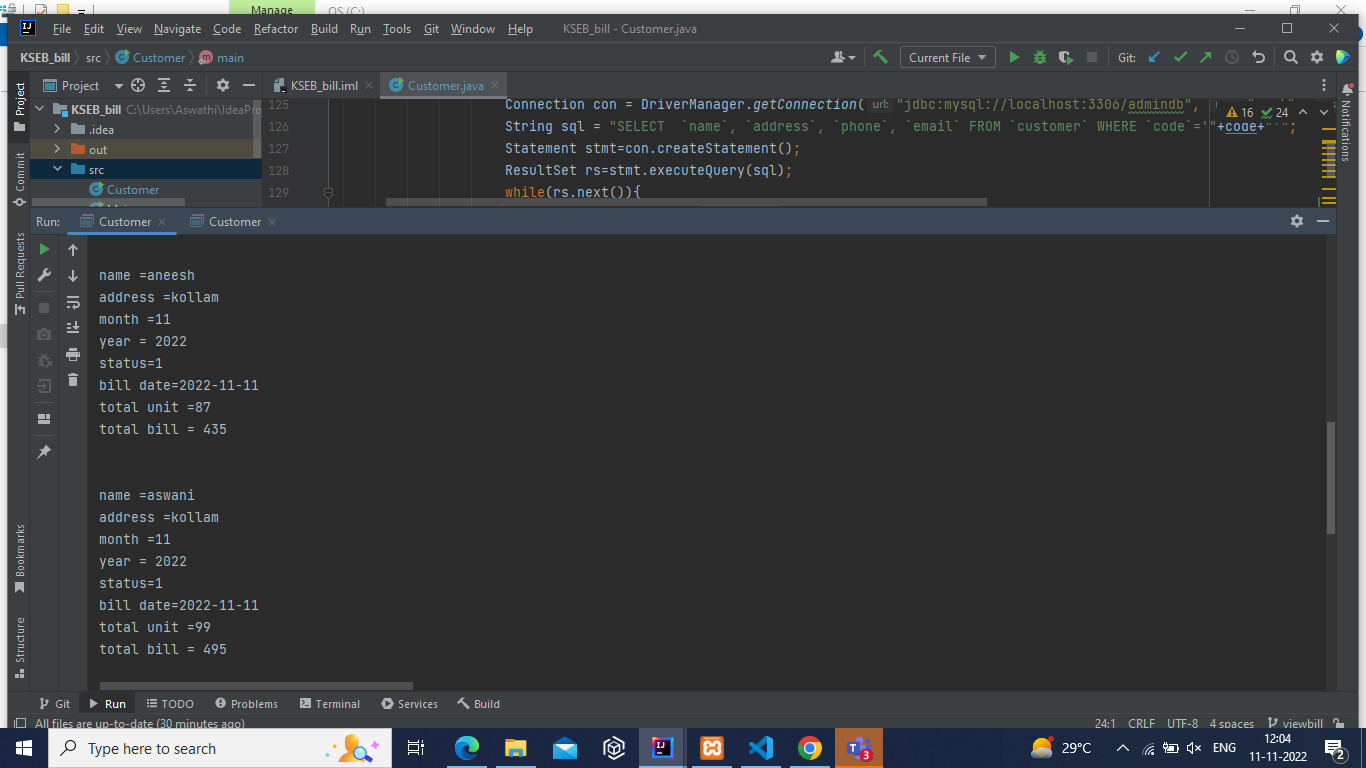 Manage
OS (C:)
File Edit View Navigate Code Refactor Build Run Tools Git Window Help KSEB_bill - Customer.java
KSEB_bill src Customer main Current File Git:
Project KSEB_bill.iml Customer.java
KSEB_bill C:\Users\Aswathi\IdeaPro
.idea
out
src
Customer
125 Connection con = DriverManager.getConnection( url: "jdbc:mysql://localhost:3306/admindb",
16 24
126 String sql = "SELECT  `name`, `address`, `phone`, `email` FROM `customer` WHERE `code`='"+code+"'";
127 Statement stmt=con.createStatement();
128 ResultSet rs=stmt.executeQuery(sql);
129 while(rs.next()){
Project
Commit
Pull Requests
Bookmarks
Structure
Notifications
Run: Customer Customer
name =aneesh
address =kollam
month =11
year = 2022
status=1
bill date=2022-11-11
total unit =87
total bill = 435
name =aswani
address =kollam
month =11
year = 2022
status=1
bill date=2022-11-11
total unit =99
total bill = 495
Git Run TODO Problems Terminal Services Build
All files are up-to-date (30 minutes ago) 24:1 CRLF UTF-8 4 spaces viewbill
Type here to search 3 29°C ENG 12:04
11-11-2022 2